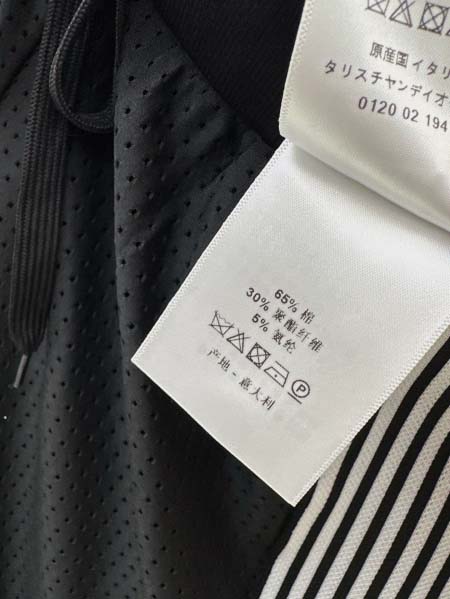 原産国イタリ
タリスチャンディオ
0120 02 194
65% 棉
30% 聚酯纤维
5% 氨纶
产地 - 意大利